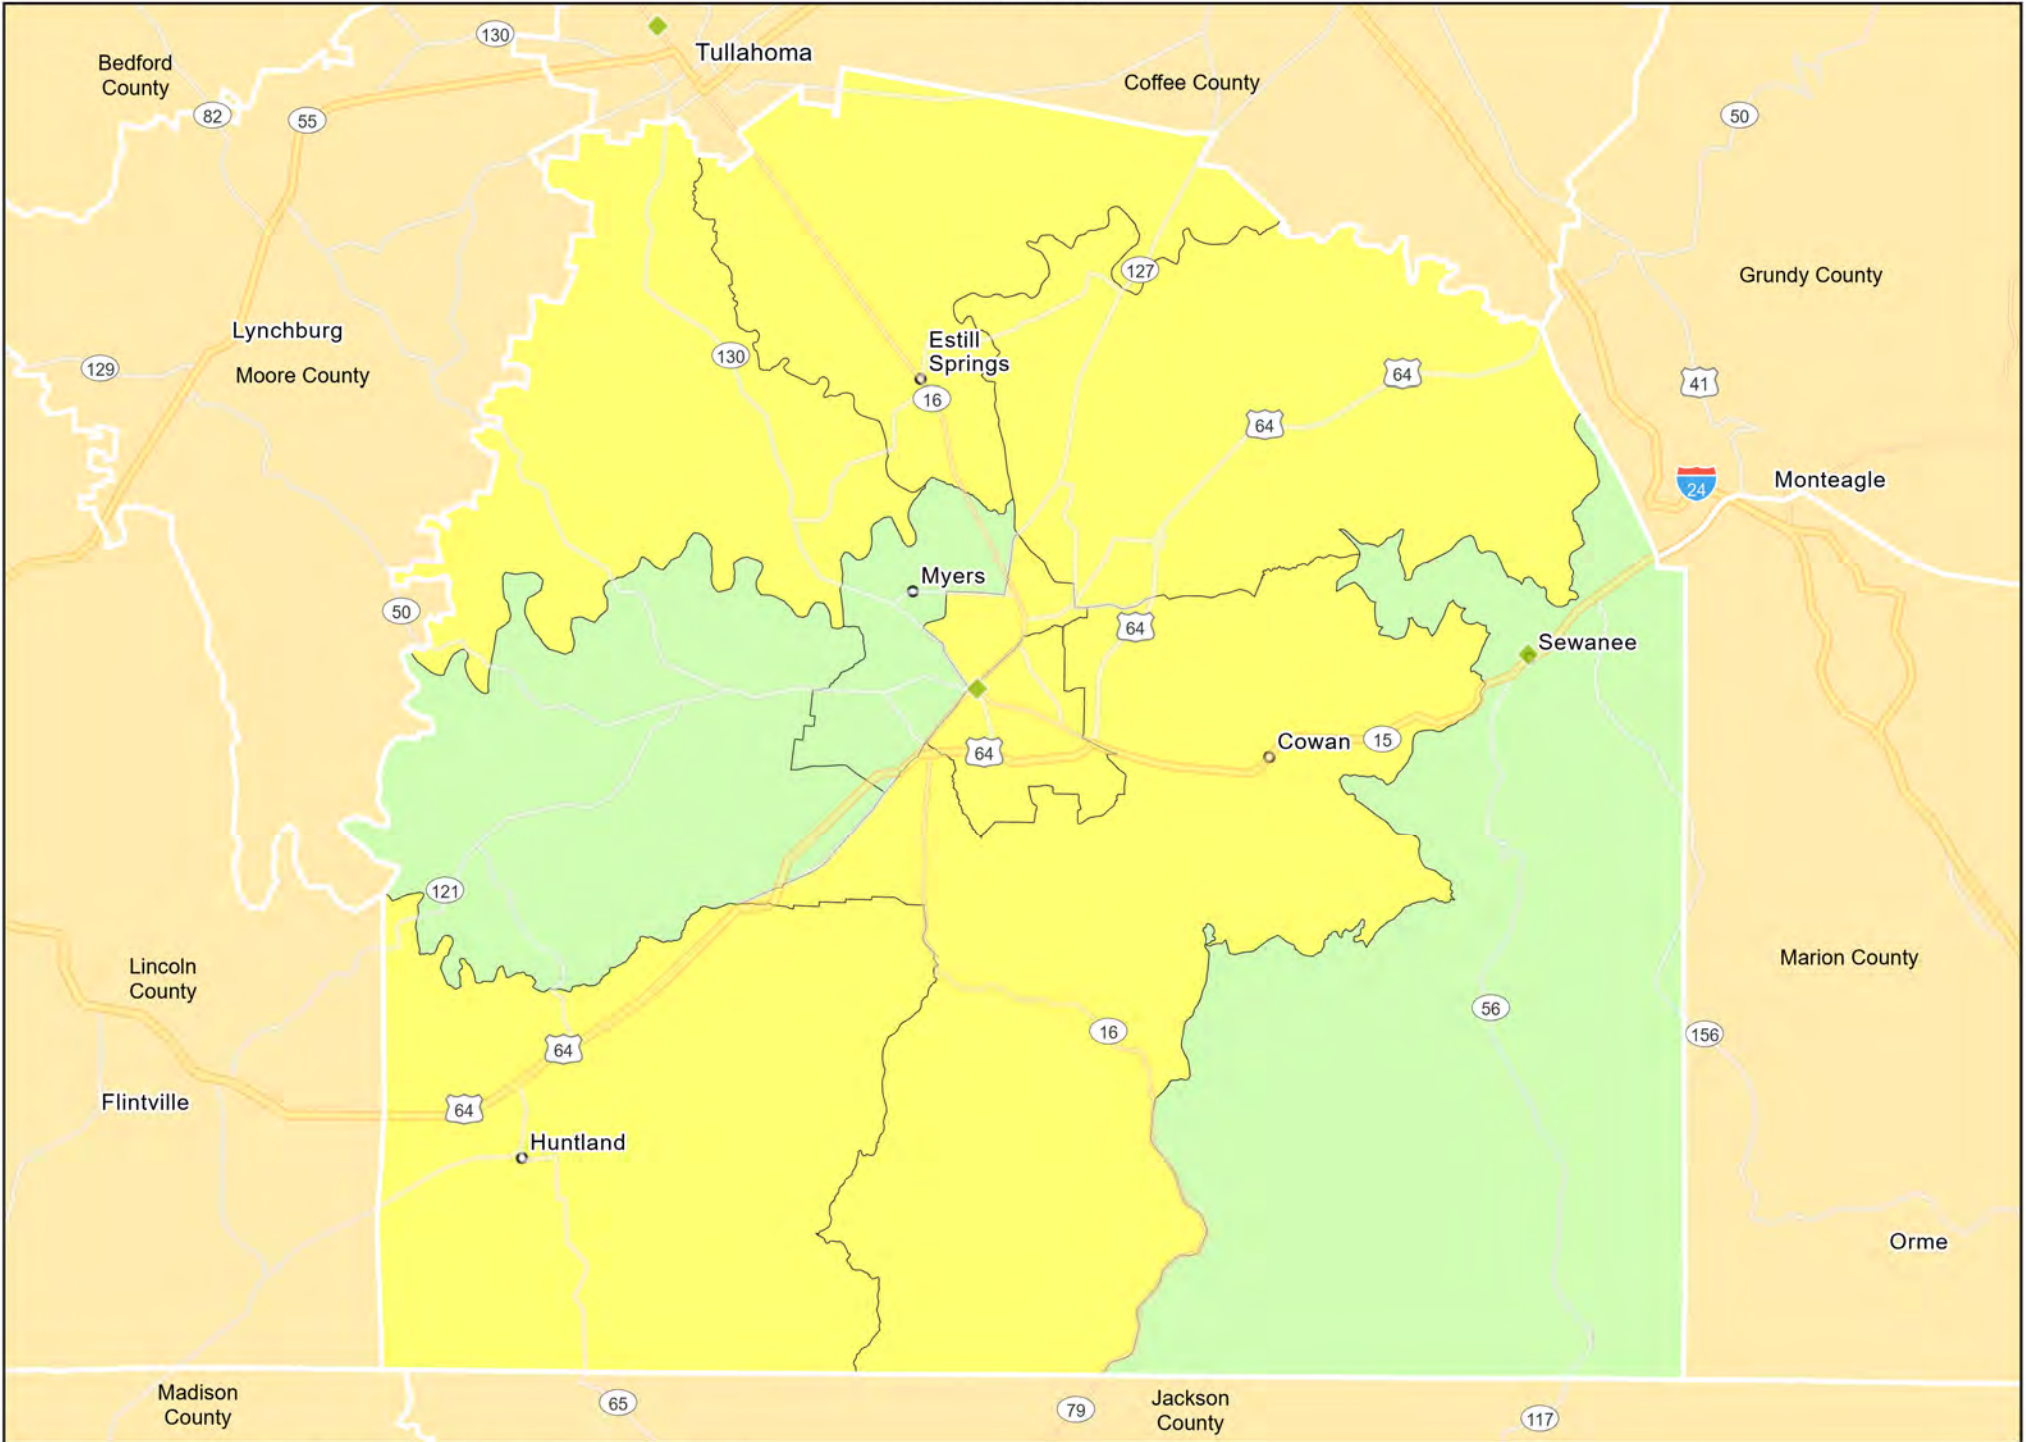 130
Tullahoma
Bedford
County
Coffee County
82
55
50
127
Grundy County
Lynchburg
Estill
Springs
130
129
Moore County
64
41
16
64
24
Monteagle
Myers
50
64
Sewanee
Cowan
15
64
121
Lincoln
County
Marion County
56
16
156
64
Flintville
64
Huntland
Orme
Madison
County
65
79
Jackson
County
117